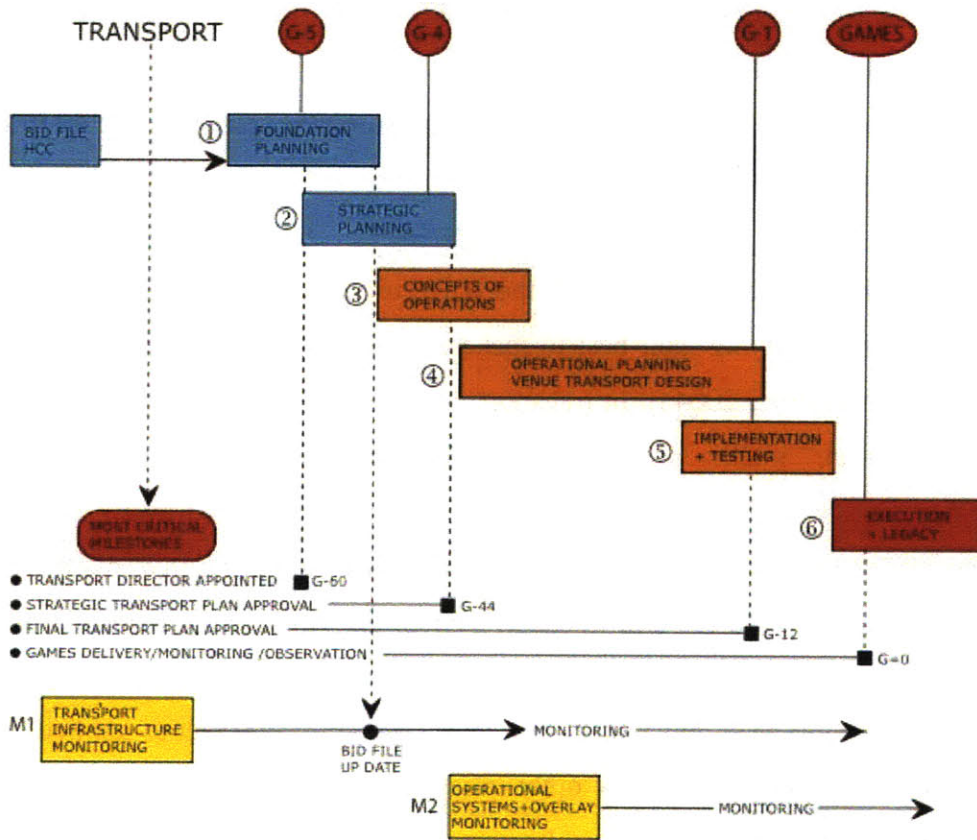 TRANSPORT
G-5
G-4
G-1
GAMES
BID FILE
HCC
①
FOUNDATION
PLANNING
②
STRATEGIC
PLANNING
③
CONCEPTS OF
OPERATIONS
④
OPERATIONAL PLANNING
VENUE TRANSPORT DESIGN
⑤
IMPLEMENTATION
+ TESTING
⑥
EXECUTION
+ LEGACY
MOST CRITICAL
MILESTONES
● TRANSPORT DIRECTOR APPOINTED
G-60
● STRATEGIC TRANSPORT PLAN APPROVAL
G-44
● FINAL TRANSPORT PLAN APPROVAL
G-12
● GAMES DELIVERY/MONITORING /OBSERVATION
G=0
M1
TRANSPORT
INFRASTRUCTURE
MONITORING
BID FILE
UP DATE
MONITORING
M2
OPERATIONAL
SYSTEMS+OVERLAY
MONITORING
MONITORING